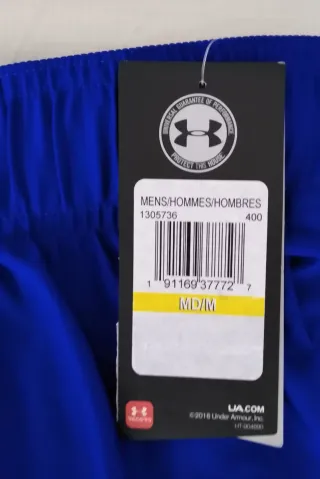 UNIVERSAL GUARANTEE OF PERFORMANCE
PROTECT THIS HOUSE
MENS/HOMMES/HOMBRES
1305736 400
1 91169 37772 7
MD/M
UA.COM
©2018 Under Armour, Inc.